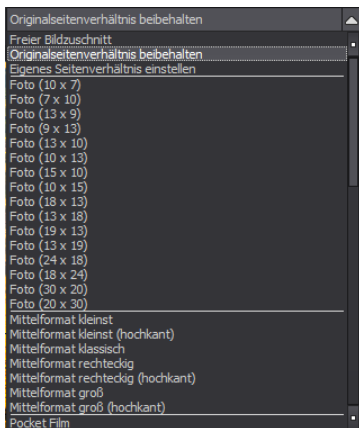 Originalseitenverhältnis beibehalten
Freier Bildzuschnitt
Originalseitenverhältnis beibehalten
Eigenes Seitenverhältnis einstellen
Foto (10 x 7)
Foto (7 x 10)
Foto (13 x 9)
Foto (9 x 13)
Foto (13 x 10)
Foto (10 x 13)
Foto (15 x 10)
Foto (10 x 15)
Foto (18 x 13)
Foto (13 x 18)
Foto (19 x 13)
Foto (13 x 19)
Foto (24 x 18)
Foto (18 x 24)
Foto (30 x 20)
Foto (20 x 30)
Mittelformat kleinst
Mittelformat kleinst (hochkant)
Mittelformat klassisch
Mittelformat rechteckig
Mittelformat rechteckig (hochkant)
Mittelformat groß
Mittelformat groß (hochkant)
Pocket Film